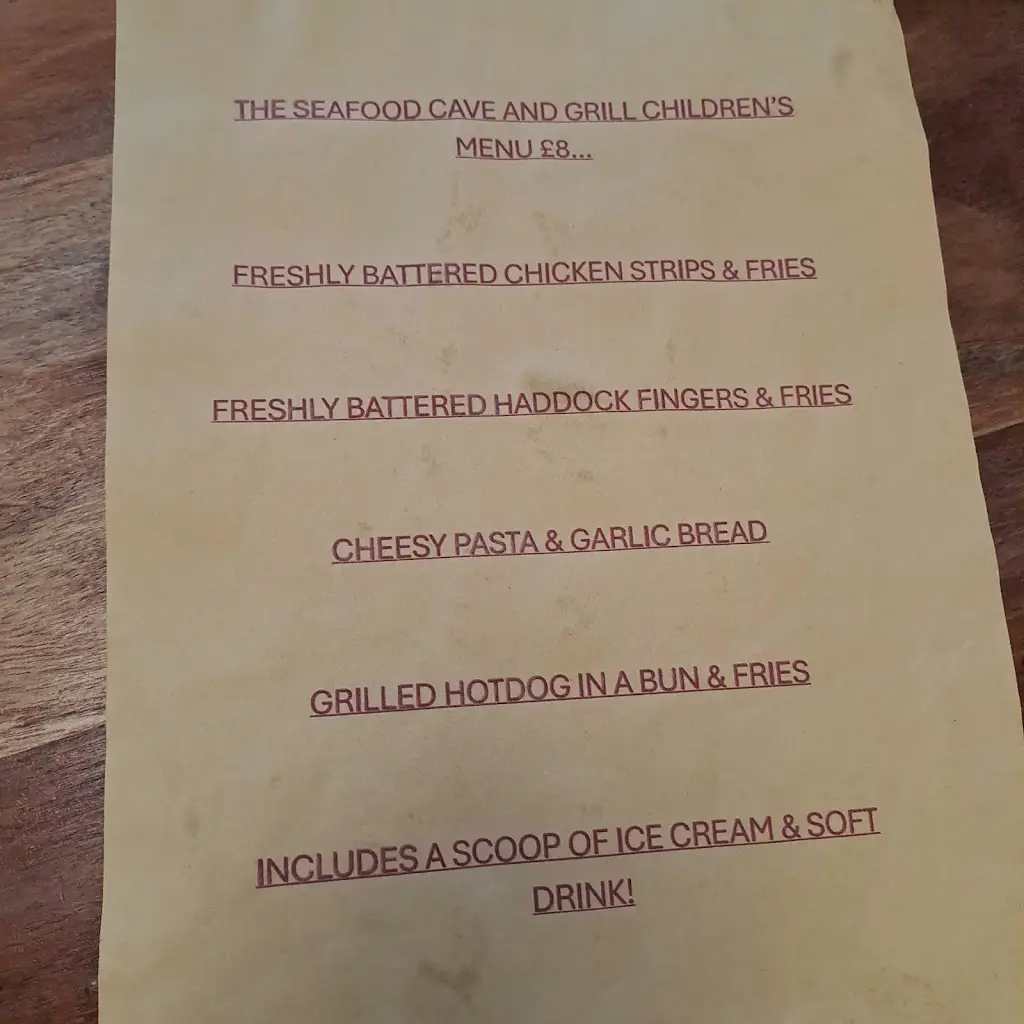 THE SEAFOOD CAVE AND GRILL CHILDREN'S
MENU £8...
FRESHLY BATTERED CHICKEN STRIPS & FRIES
FRESHLY BATTERED HADDOCK FINGERS & FRIES
CHEESY PASTA & GARLIC BREAD
GRILLED HOTDOG IN A BUN & FRIES
INCLUDES A SCOOP OF ICE CREAM & SOFT
DRINK!